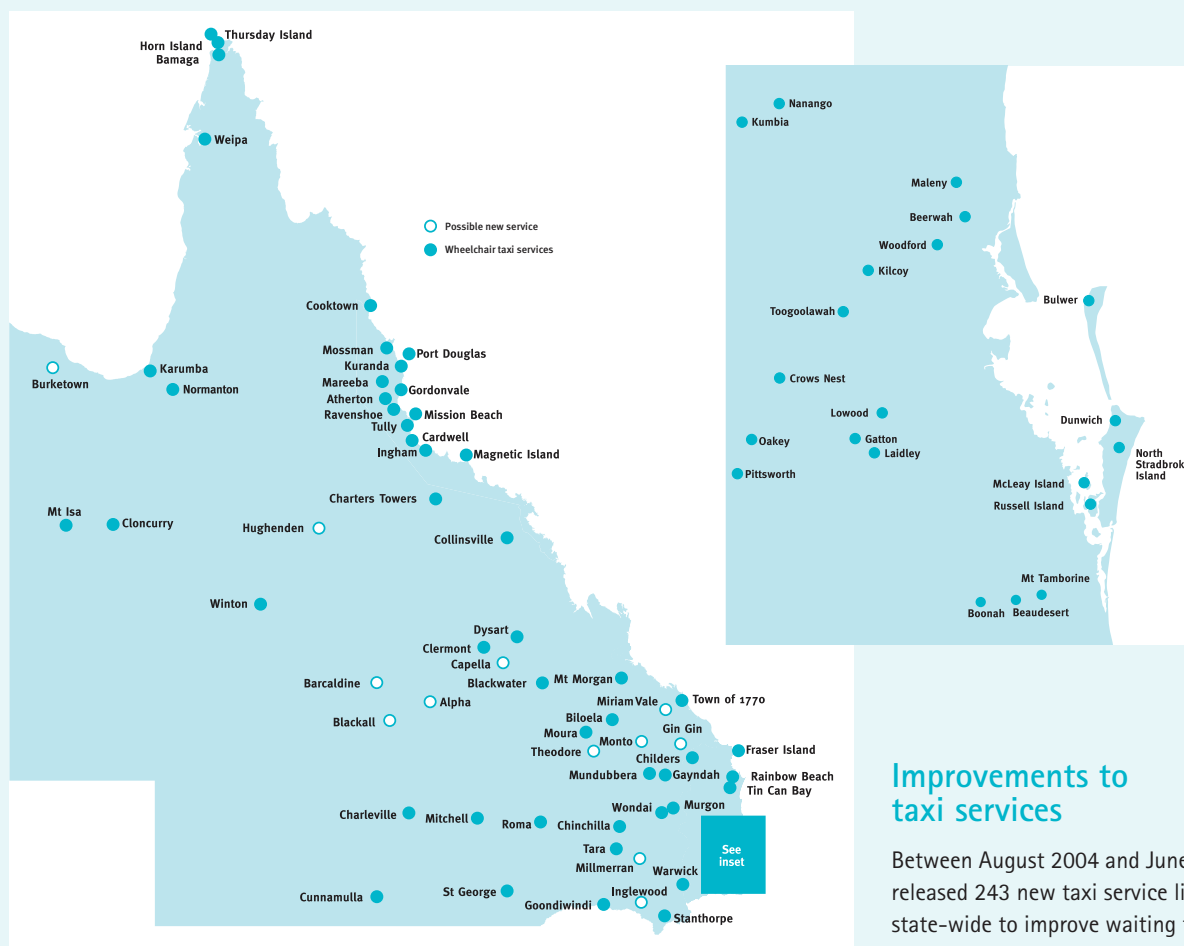 Thursday Island
Horn Island
Bamaga
Weipa
Possible new service
Wheelchair taxi services
Cooktown
Mossman
Port Douglas
Kuranda
Mareeba
Gordonvale
Atherton
Ravenshoe
Mission Beach
Tully
Cardwell
Ingham
Magnetic Island
Burketown
Karumba
Normanton
Charters Towers
Mt Isa
Cloncurry
Hughenden
Collinsville
Winton
Dysart
Clermont
Capella
Barcaldine
Blackwater
Mt Morgan
Alpha
Miriam Vale
Town of 1770
Blackall
Biloela
Gin Gin
Moura
Monto
Theodore
Childers
Fraser Island
Mundubbera
Gayndah
Rainbow Beach
Tin Can Bay
Wondai
Murgon
Charleville
Mitchell
Roma
Chinchilla
Tara
Millmerran
Warwick
See
inset
Cunnamulla
St George
Inglewood
Goondiwindi
Stanthorpe
Nanango
Kumbia
Maleny
Beerwah
Woodford
Kilcoy
Bulwer
Toogoolawah
Crows Nest
Lowood
Dunwich
Oakey
Gatton
Laidley
North
Stradbrok
Island
Pittsworth
McLeay Island
Russell Island
Mt Tamborine
Boonah
Beaudesert
Improvements to
taxi services
Between August 2004 and June
released 243 new taxi service li
state-wide to improve waiting